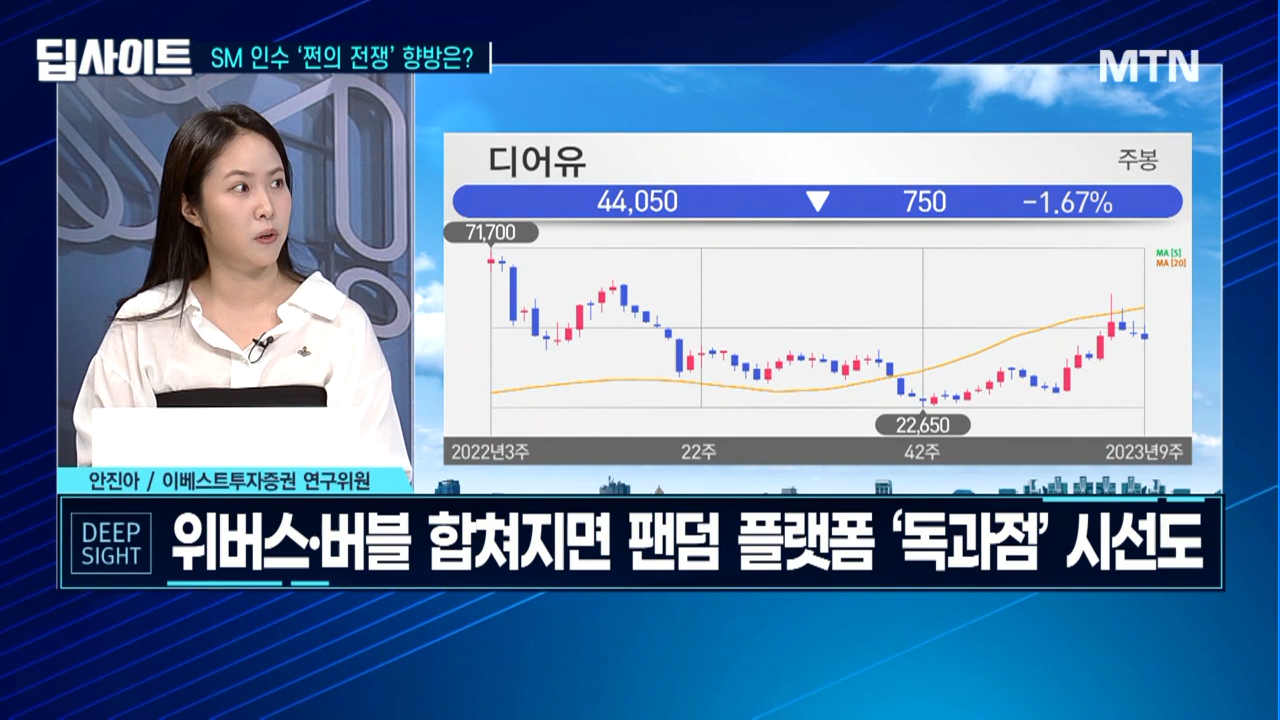 딥사이트 SM 인수 ‘쩐의 전쟁’ 향방은?
MTN
디어유
주봉
44,050 ▼ 750 -1.67%
71,700
MA [5]
MA [20]
22,650
2022년3주 22주 42주 2023년9주
안진아 / 이베스트투자증권 연구위원
DEEP
SIGHT
위버스·버블 합쳐지면 팬덤 플랫폼 ‘독과점’ 시선도